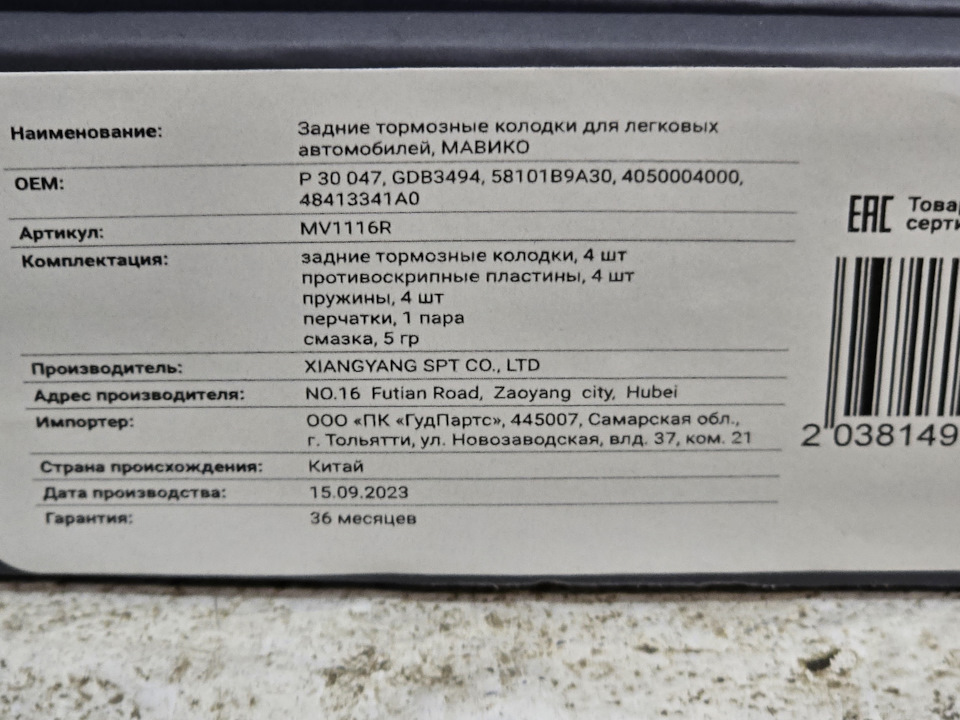 Наименование: Задние тормозные колодки для легковых
автомобилей, МАВИКО
OEM: P 30 047, GDB3494, 58101B9A30, 4050004000,
48413341A0
Артикул: MV1116R
Комплектация: задние тормозные колодки, 4 шт
противоскрипные пластины, 4 шт
пружины, 4 шт
перчатки, 1 пара
смазка, 5 гр
Производитель: XIANGYANG SPT CO., LTD
Адрес производителя: NO.16 Futian Road, Zaoyang city, Hubei
Импортер: ООО «ПК «ГудПартс», 445007, Самарская обл.,
г. Тольятти, ул. Новозаводская, влд. 37, ком. 21
Страна происхождения: Китай
Дата производства: 15.09.2023
Гарантия: 36 месяцев
EAC
2 038149